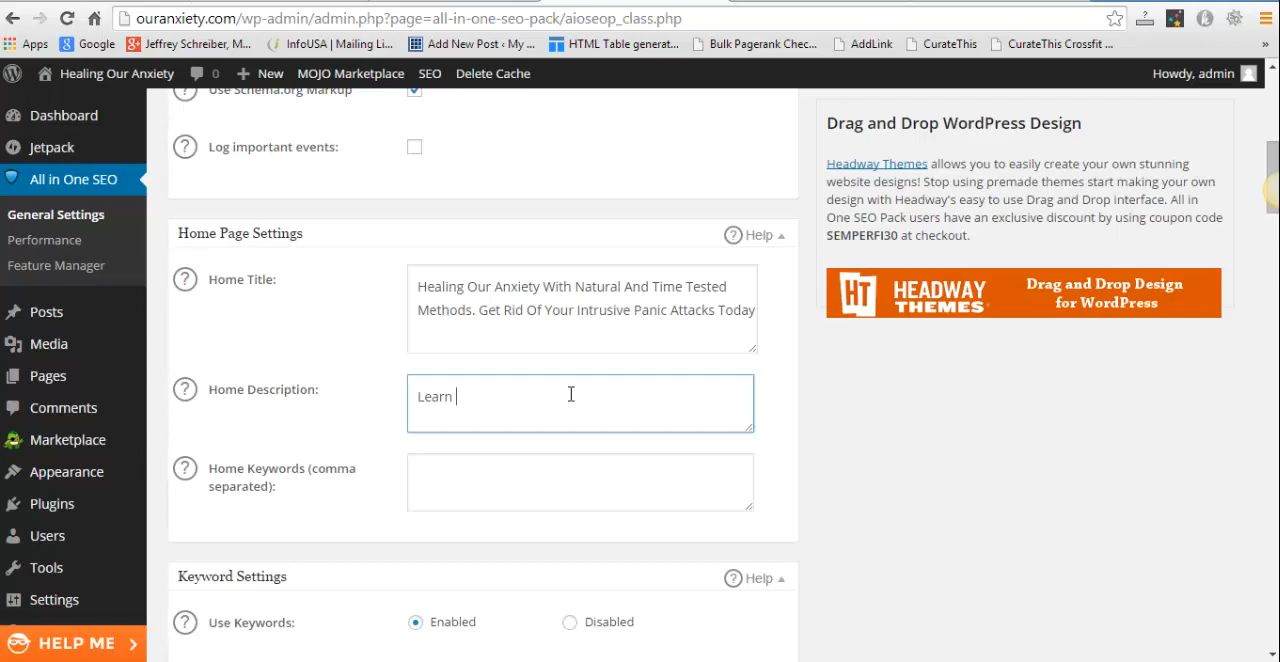 ouranxiety.com/wp-admin/admin.php?page=all-in-one-seo-pack/aioseop_class.php
Apps Google Jeffrey Schreiber, M... InfoUSA | Mailing Li... Add New Post ‹ My ... HTML Table generat... Bulk Pagerank Chec... AddLink CurateThis CurateThis Crossfit ... »
Healing Our Anxiety 0 + New MOJO Marketplace SEO Delete Cache Howdy, admin
Dashboard
Jetpack
All in One SEO
General Settings
Performance
Feature Manager
Posts
Media
Pages
Comments
Marketplace
Appearance
Plugins
Users
Tools
Settings
HELP ME
? Use Schema.org Markup
? Log important events:
Home Page Settings ? Help
? Home Title:
Healing Our Anxiety With Natural And Time Tested
Methods. Get Rid Of Your Intrusive Panic Attacks Today
? Home Description:
Learn
? Home Keywords (comma
separated):
Keyword Settings ? Help
? Use Keywords: Enabled Disabled
Drag and Drop WordPress Design
Headway Themes allows you to easily create your own stunning
website designs! Stop using premade themes start making your own
design with Headway's easy to use Drag and Drop interface. All in
One SEO Pack users have an exclusive discount by using coupon code
SEMPERFI30 at checkout.
HT HEADWAY
THEMES
Drag and Drop Design
for WordPress